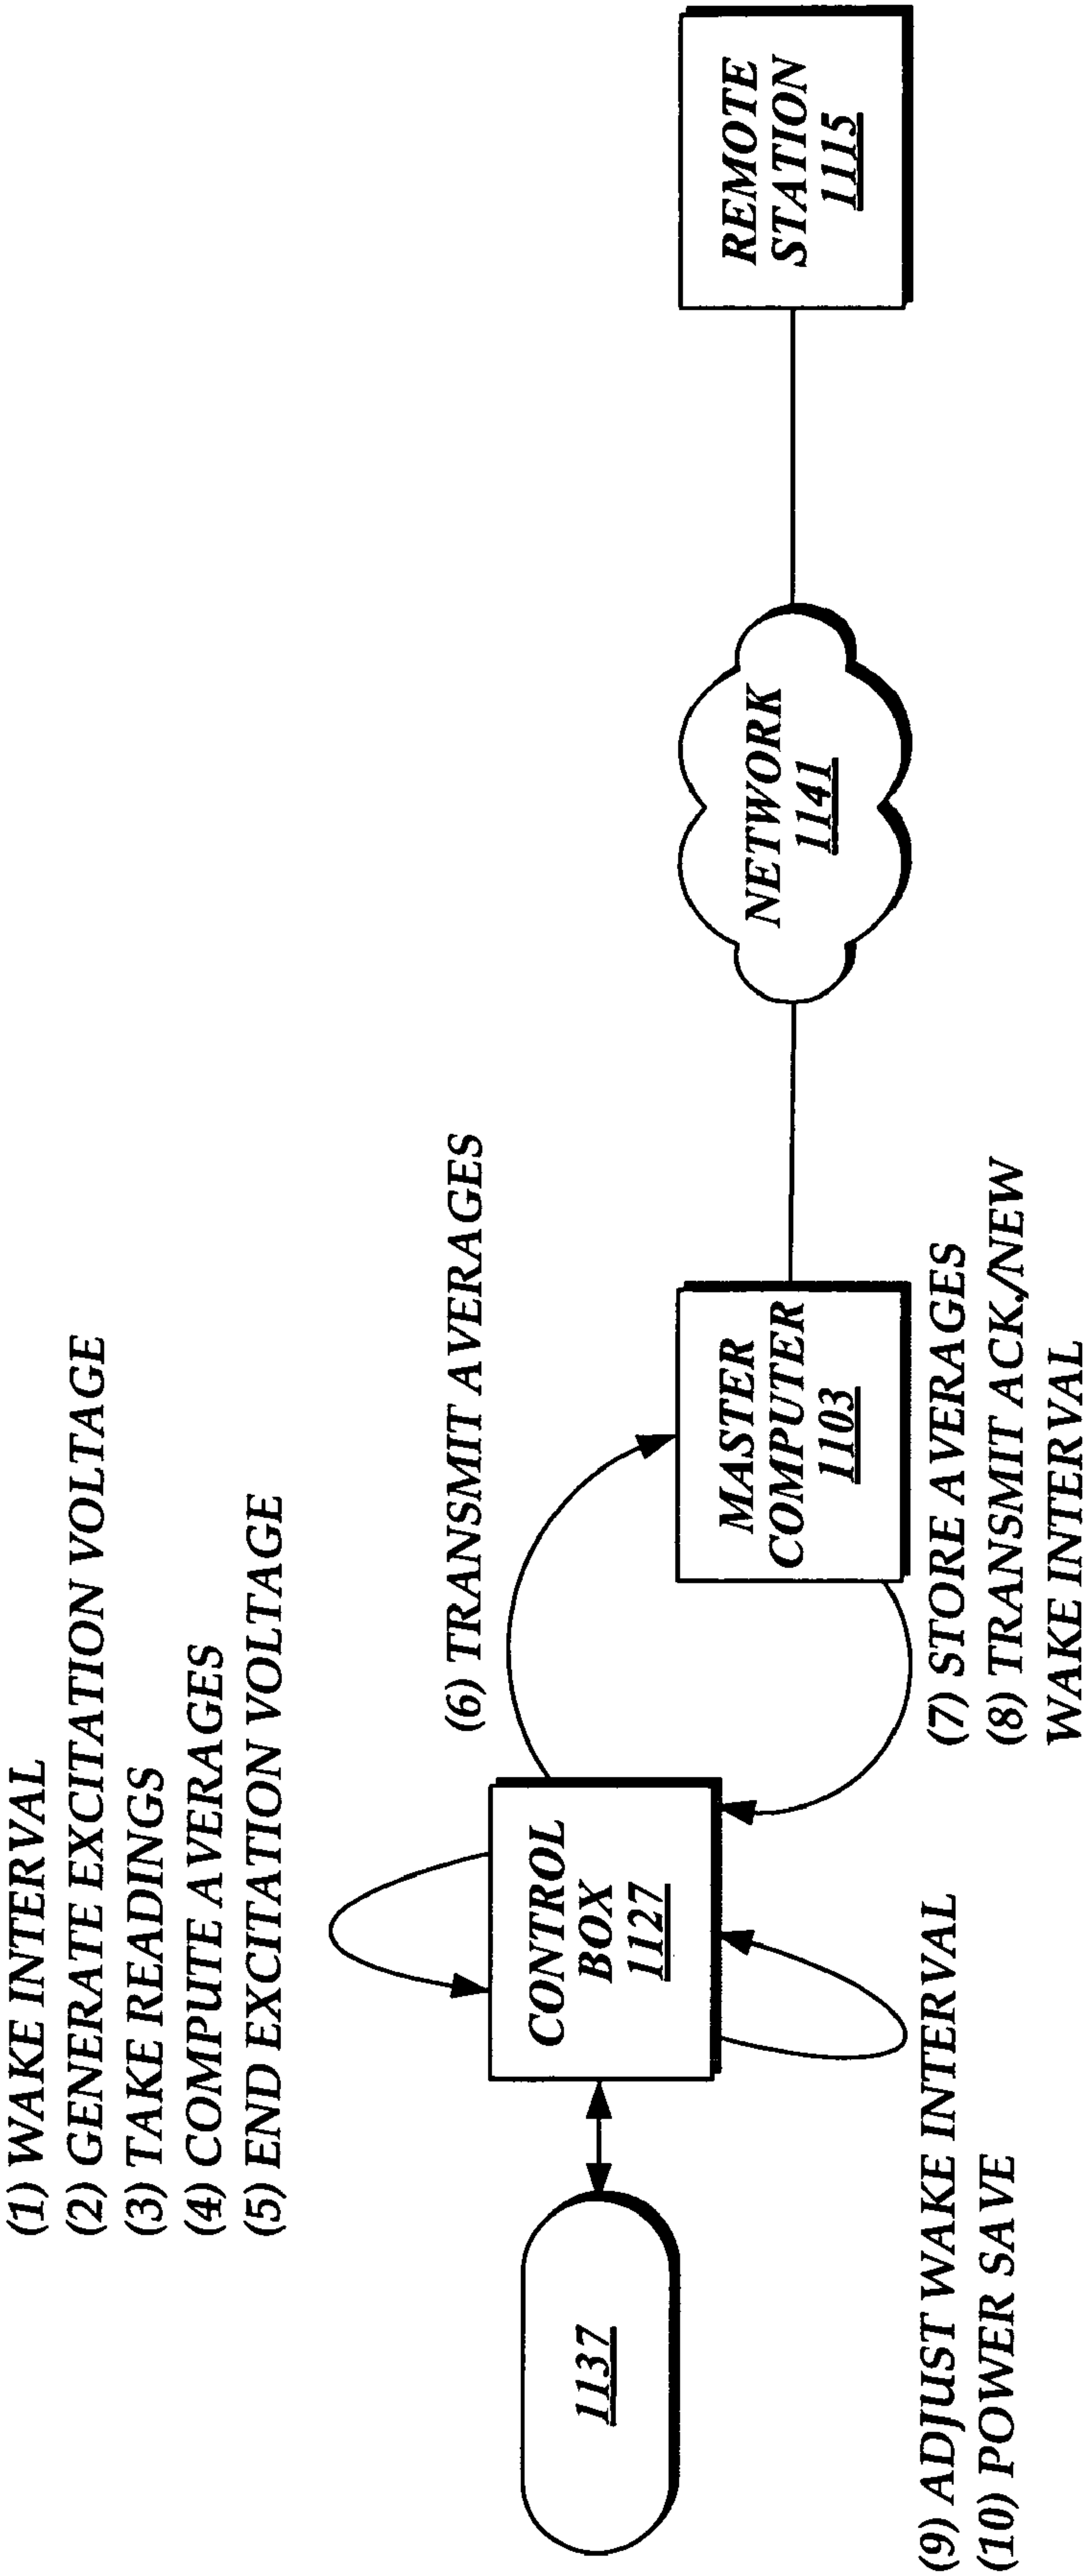 (1) WAKE INTERVAL
(2) GENERATE EXCITATION VOLTAGE
(3) TAKE READINGS
(4) COMPUTE AVERAGES
(5) END EXCITATION VOLTAGE
(6) TRANSMIT AVERAGES
1137
CONTROL
BOX
1127
MASTER
COMPUTER
1103
NETWORK
1141
REMOTE
STATION
1115
(7) STORE AVERAGES
(8) TRANSMIT ACK./NEW
WAKE INTERVAL
(9) ADJUST WAKE INTERVAL
(10) POWER SAVE